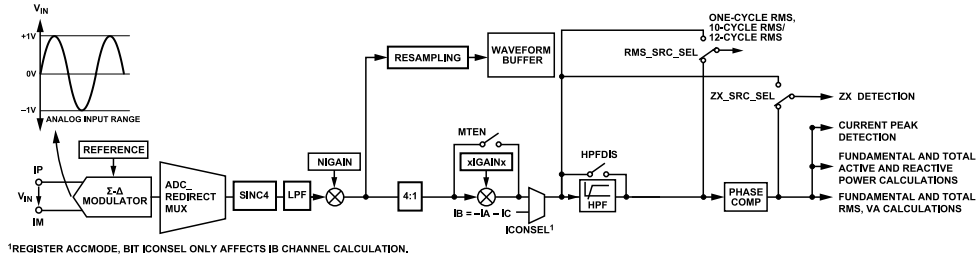 V_IN
+1V
0V
–1V
ANALOG INPUT RANGE
REFERENCE
IP
V_IN
IM
Σ-Δ
MODULATOR
ADC_
REDIRECT
MUX
SINC4
LPF
NIGAIN
RESAMPLING
WAVEFORM
BUFFER
4:1
MTEN
xIGAINx
IB = –IA – IC
ICONSEL¹
HPFDIS
HPF
ONE-CYCLE RMS,
10-CYCLE RMS/
12-CYCLE RMS
RMS_SRC_SEL
ZX_SRC_SEL
ZX DETECTION
PHASE
COMP
CURRENT PEAK
DETECTION
FUNDAMENTAL AND TOTAL
ACTIVE AND REACTIVE
POWER CALCULATIONS
FUNDAMENTAL AND TOTAL
RMS, VA CALCULATIONS
¹REGISTER ACCMODE, BIT ICONSEL ONLY AFFECTS IB CHANNEL CALCULATION.